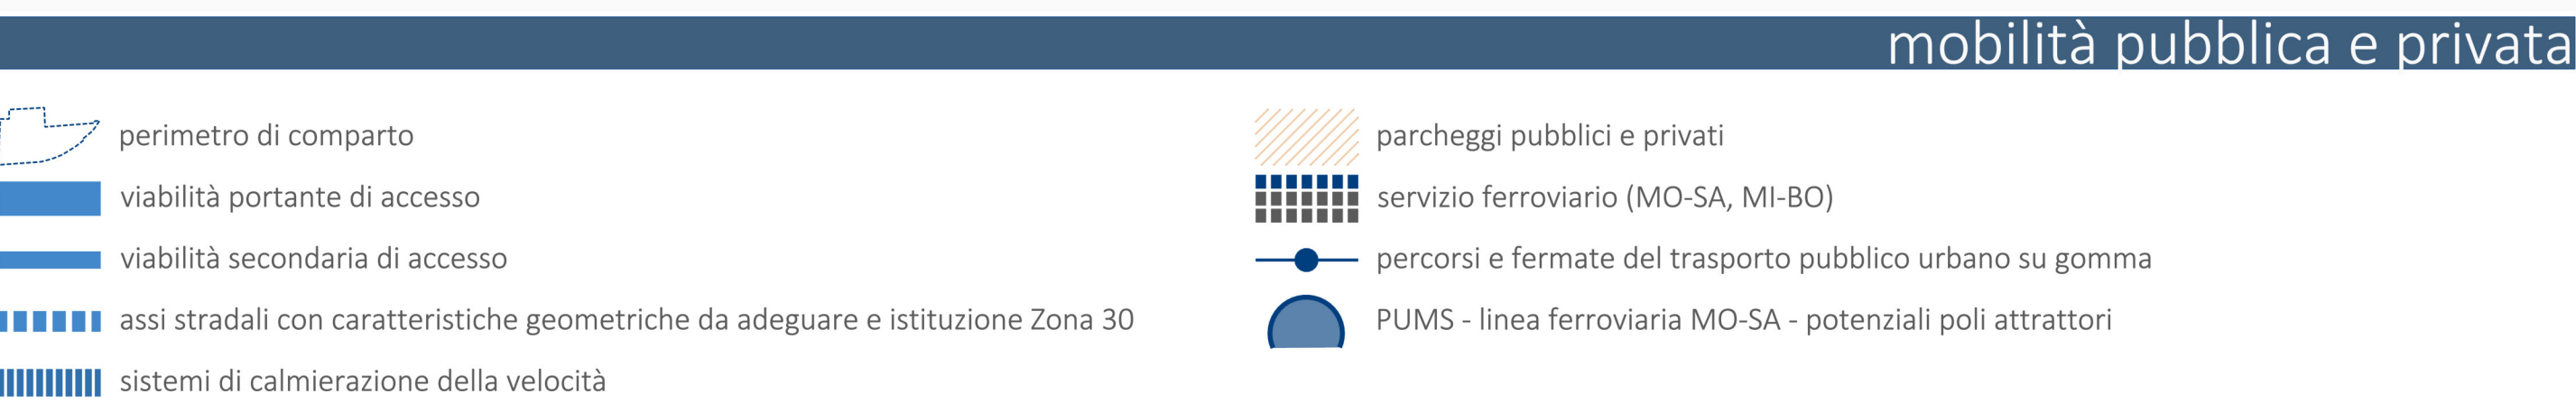 mobilità pubblica e privata
perimetro di comparto
viabilità portante di accesso
viabilità secondaria di accesso
assi stradali con caratteristiche geometriche da adeguare e istituzione Zona 30
sistemi di calmierazione della velocità
parcheggi pubblici e privati
servizio ferroviario (MO-SA, MI-BO)
percorsi e fermate del trasporto pubblico urbano su gomma
PUMS - linea ferroviaria MO-SA - potenziali poli attrattori